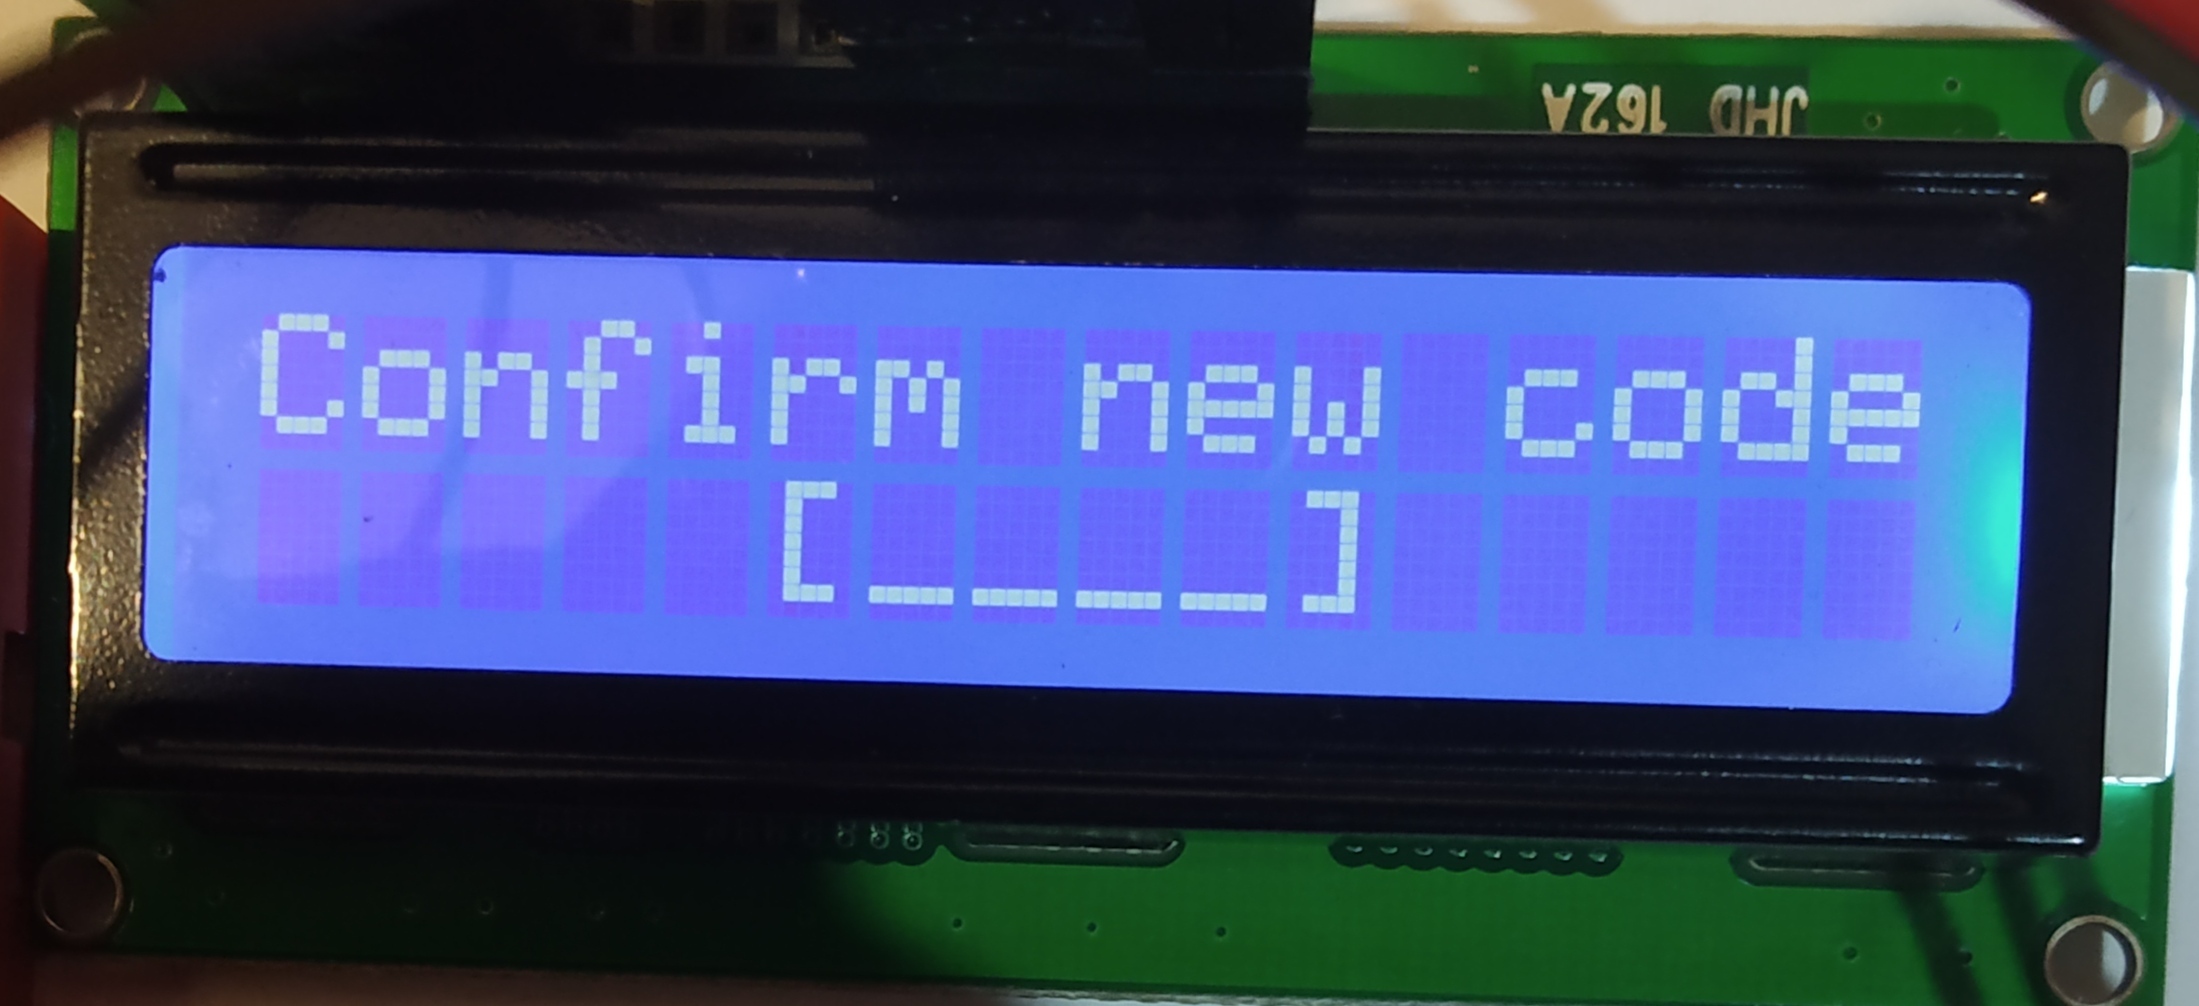 JHD 162A
Confirm new code
[____]